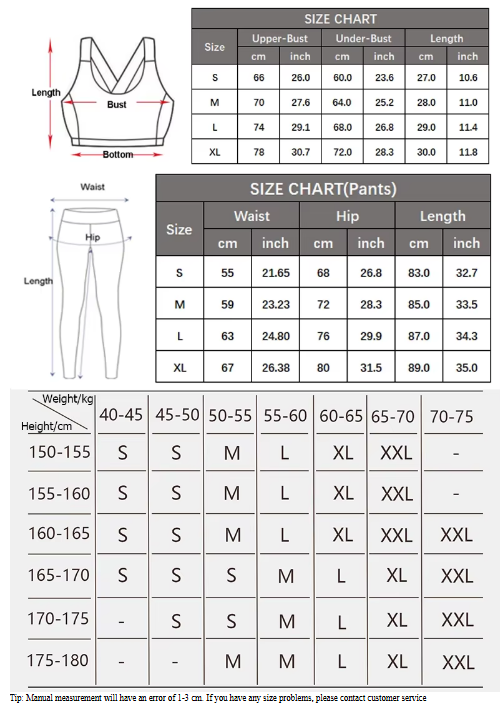 SIZE CHART
Size Upper-Bust Under-Bust Length
cm inch cm inch cm inch
S 66 26.0 60.0 23.6 27.0 10.6
M 70 27.6 64.0 25.2 28.0 11.0
L 74 29.1 68.0 26.8 29.0 11.4
XL 78 30.7 72.0 28.3 30.0 11.8
Length
Bust
Bottom
Waist
Hip
Length
SIZE CHART(Pants)
Size Waist Hip Length
cm inch cm inch cm inch
S 55 21.65 68 26.8 83.0 32.7
M 59 23.23 72 28.3 85.0 33.5
L 63 24.80 76 29.9 87.0 34.3
XL 67 26.38 80 31.5 89.0 35.0
Weight/kg
Height/cm
40-45 45-50 50-55 55-60 60-65 65-70 70-75
150-155 S S M L XL XXL -
155-160 S S M L XL XXL -
160-165 S S M L XL XXL XXL
165-170 S S S M L XL XXL
170-175 - S S M L XL XXL
175-180 - - M M L XL XXL
Tip: Manual measurement will have an error of 1-3 cm. If you have any size problems, please contact customer service